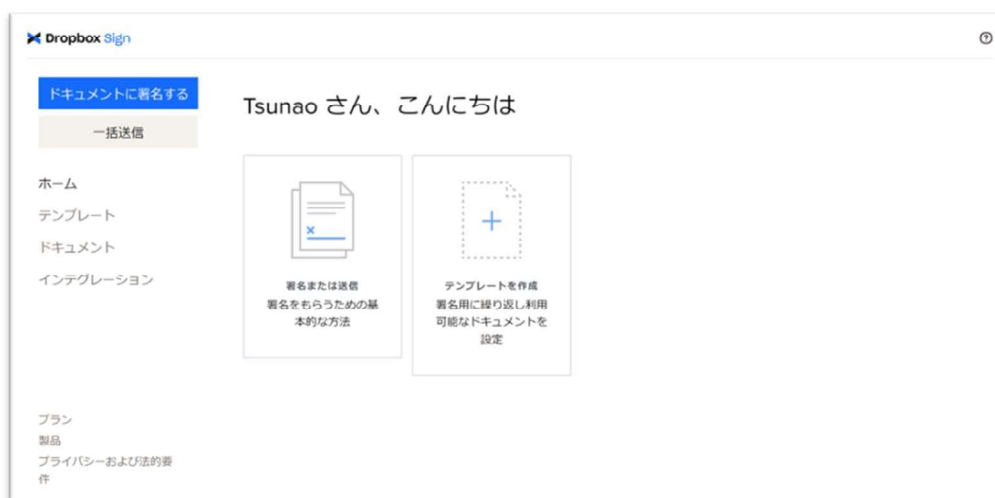 Dropbox Sign
ドキュメントに署名する
一括送信
ホーム
テンプレート
ドキュメント
インテグレーション
プラン
製品
プライバシーおよび法的要
件
Tsunao さん、こんにちは
署名または送信
署名をもらうための基
本的な方法
テンプレートを作成
署名用に繰り返し利用
可能なドキュメントを
設定